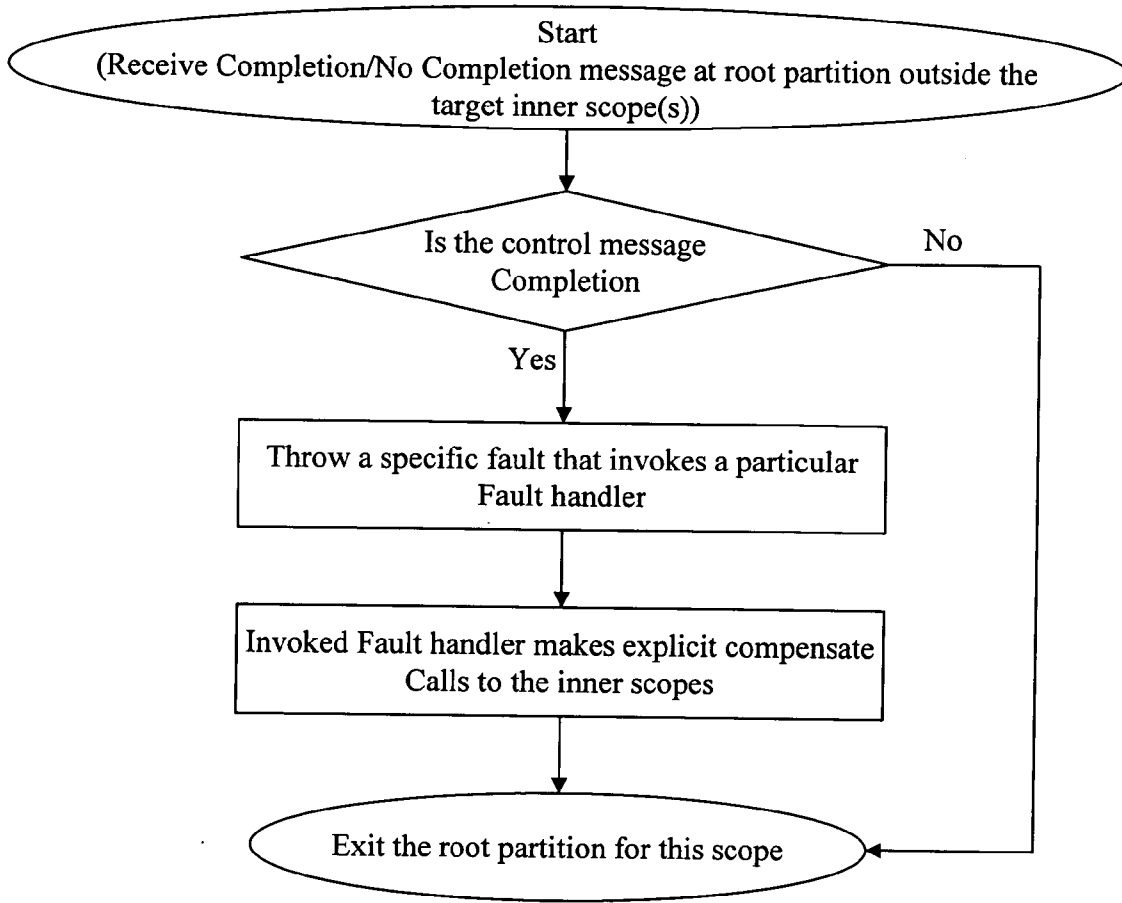 Start
(Receive Completion/No Completion message at root partition outside the
target inner scope(s))
Is the control message
Completion
No
Yes
Throw a specific fault that invokes a particular
Fault handler
Invoked Fault handler makes explicit compensate
Calls to the inner scopes
Exit the root partition for this scope